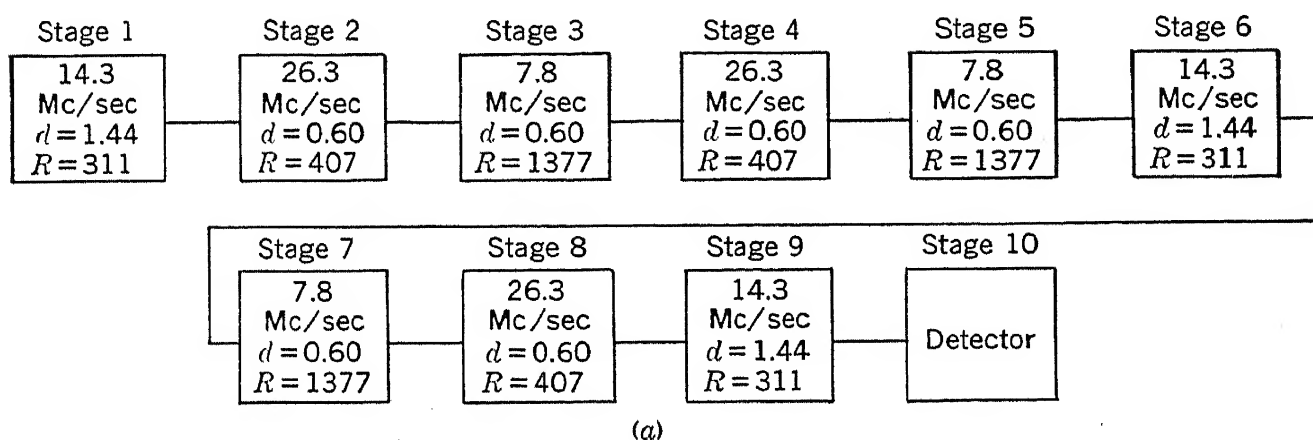 Stage 1
14.3
Mc/sec
d = 1.44
R = 311
Stage 2
26.3
Mc/sec
d = 0.60
R = 407
Stage 3
7.8
Mc/sec
d = 0.60
R = 1377
Stage 4
26.3
Mc/sec
d = 0.60
R = 407
Stage 5
7.8
Mc/sec
d = 0.60
R = 1377
Stage 6
14.3
Mc/sec
d = 1.44
R = 311
Stage 7
7.8
Mc/sec
d = 0.60
R = 1377
Stage 8
26.3
Mc/sec
d = 0.60
R = 407
Stage 9
14.3
Mc/sec
d = 1.44
R = 311
Stage 10
Detector
(a)